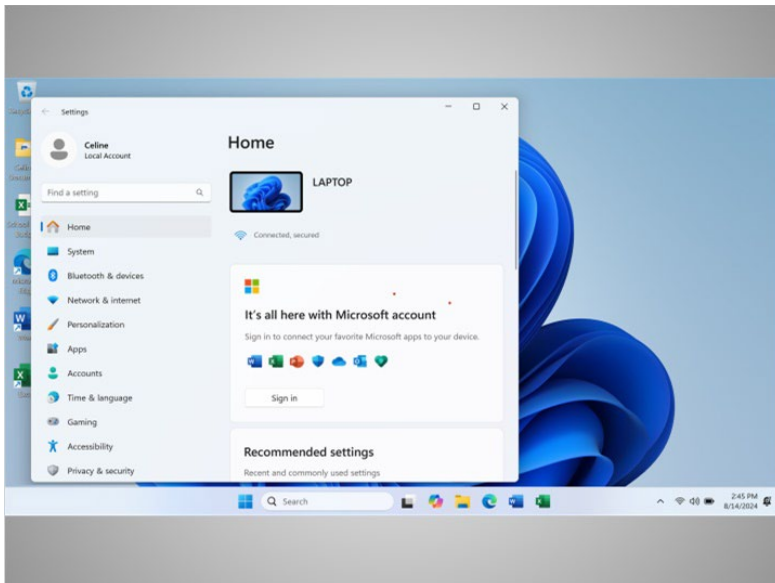 Settings
Celine
Local Account
Find a setting
Home
System
Bluetooth & devices
Network & internet
Personalization
Apps
Accounts
Time & language
Gaming
Accessibility
Privacy & security
Home
LAPTOP
Connected, secured
It's all here with Microsoft account
Sign in to connect your favorite Microsoft apps to your device.
Sign in
Recommended settings
Recent and commonly used settings
Search
2:45 PM
8/14/2024